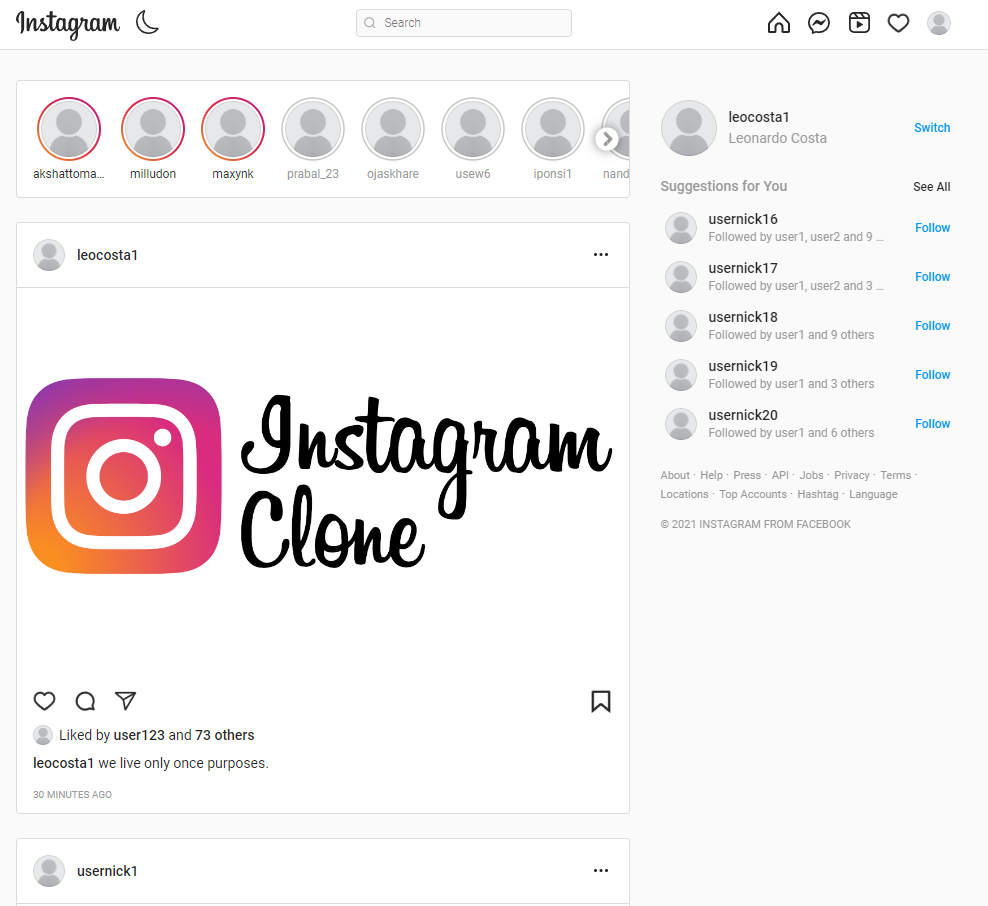 Instagram
Search
akshattoma...
milludon
maxynk
prabal_23
ojaskhare
usew6
iponsi1
nand
leocosta1
Leonardo Costa
Switch
Suggestions for You
See All
usernick16
Followed by user1, user2 and 9 ...
Follow
usernick17
Followed by user1, user2 and 3 ...
Follow
usernick18
Followed by user1 and 9 others
Follow
usernick19
Followed by user1 and 3 others
Follow
usernick20
Followed by user1 and 6 others
Follow
About · Help · Press · API · Jobs · Privacy · Terms ·
Locations · Top Accounts · Hashtag · Language
© 2021 INSTAGRAM FROM FACEBOOK
leocosta1
Instagram
Clone
Liked by user123 and 73 others
leocosta1 we live only once purposes.
30 MINUTES AGO
usernick1